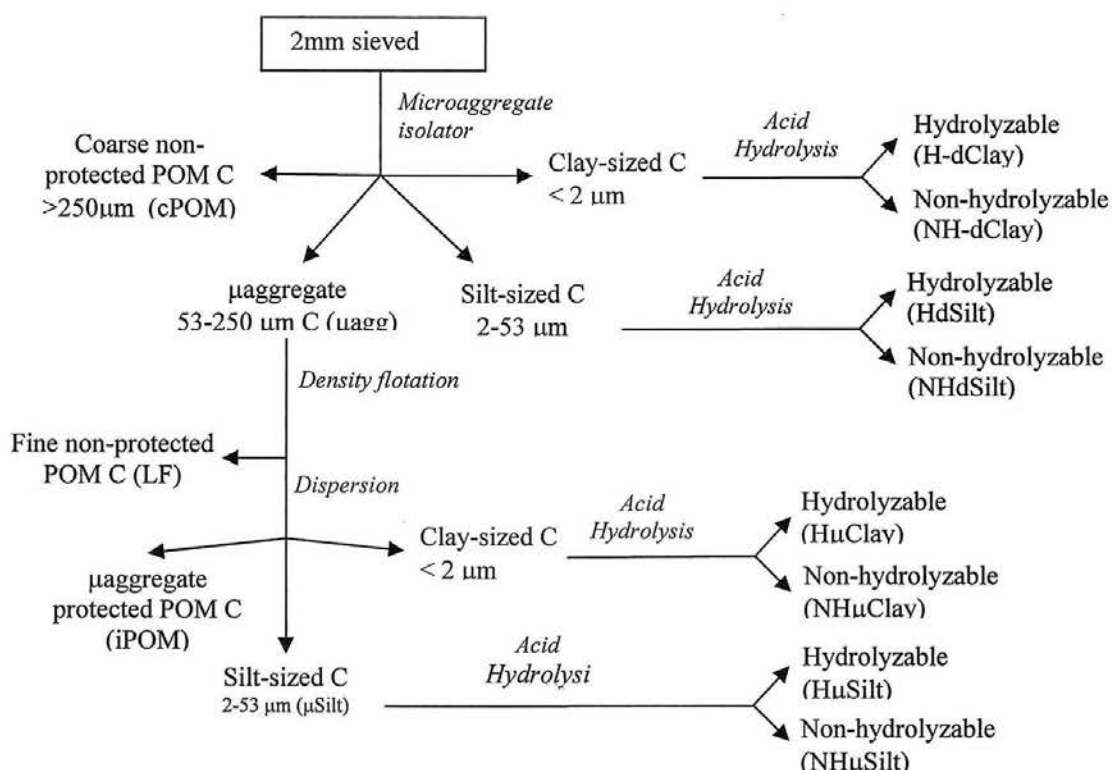 2mm sieved
Microaggregate
isolator
Coarse non-
protected POM C
>250μm (cPOM)
Clay-sized C
< 2 μm
Acid
Hydrolysis
Hydrolyzable
(H-dClay)
Non-hydrolyzable
(NH-dClay)
μaggregate
53-250 μm C (μagg)
Silt-sized C
2-53 μm
Acid
Hydrolysis
Hydrolyzable
(HdSilt)
Non-hydrolyzable
(NHdSilt)
Density flotation
Fine non-protected
POM C (LF)
Dispersion
Clay-sized C
< 2 μm
Acid
Hydrolysis
Hydrolyzable
(HμClay)
Non-hydrolyzable
(NHμClay)
μaggregate
protected POM C
(iPOM)
Silt-sized C
2-53 μm (μSilt)
Acid
Hydrolysi
Hydrolyzable
(HμSilt)
Non-hydrolyzable
(NHμSilt)